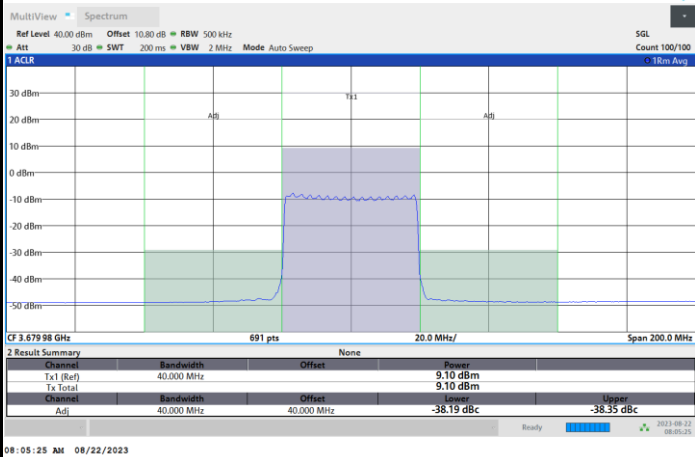 MultiView Spectrum
Ref Level 40.00 dBm Offset 10.80 dB RBW 500 kHz SGL
Att 30 dB SWT 200 ms VBW 2 MHz Mode Auto Sweep Count 100/100
1 ACLR 1Rm Avg
30 dBm
Tx1
20 dBm
Adj Adj
10 dBm
0 dBm
-10 dBm
-20 dBm
-30 dBm
-40 dBm
-50 dBm
CF 3.679 98 GHz 691 pts 20.0 MHz/ Span 200.0 MHz
2 Result Summary None
Channel Bandwidth Offset Power
Tx1 (Ref) 40.000 MHz 9.10 dBm
Tx Total 9.10 dBm
Channel Bandwidth Offset Lower Upper
Adj 40.000 MHz 40.000 MHz -38.19 dBc -38.35 dBc
Ready 2023-08-22
08:05:25
08:05:25 AM 08/22/2023